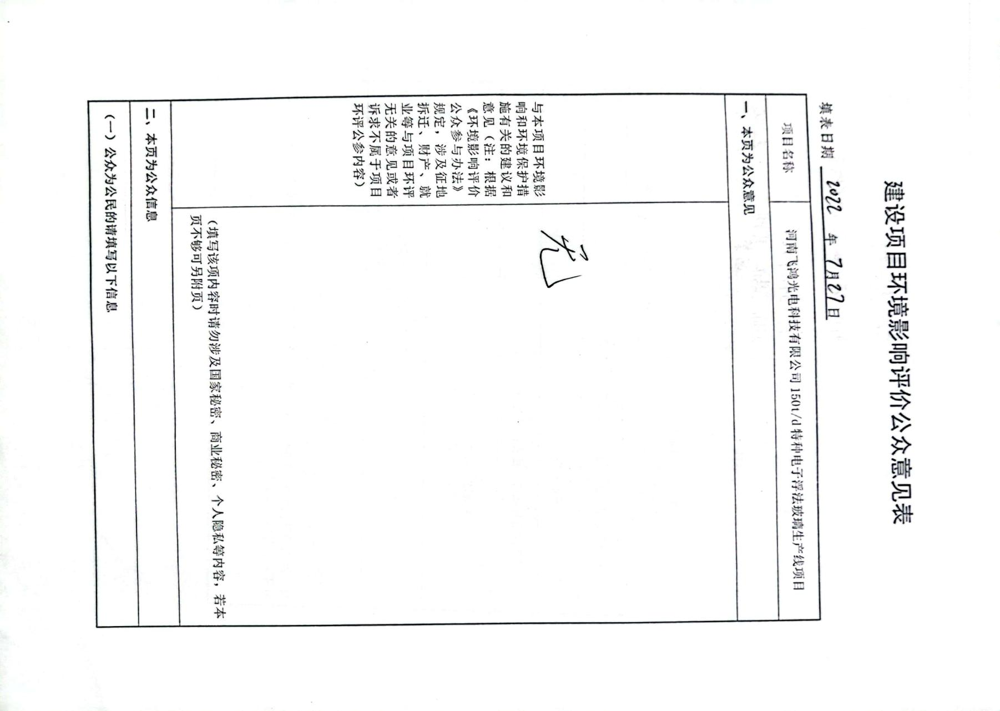 建设项目环境影响评价公众意见表
填表日期 2022 年 7月27日
项目名称
河南飞鸿光电科技有限公司 150t/d 特种电子浮法玻璃生产线项目
一、本页为公众意见
与本项目环境影
响和环境保护措
施有关的建议和
意见（注：根据
《环境影响评价
公众参与办法》
规定，涉及征地
拆迁、财产、就
业等与项目环评
无关的意见或者
诉求不属于项目
环评公参内容）
无
（填写该项内容时请勿涉及国家秘密、商业秘密、个人隐私等内容，若本
页不够可另附页）
二、本页为公众信息
（一）公众为公民的请填写以下信息